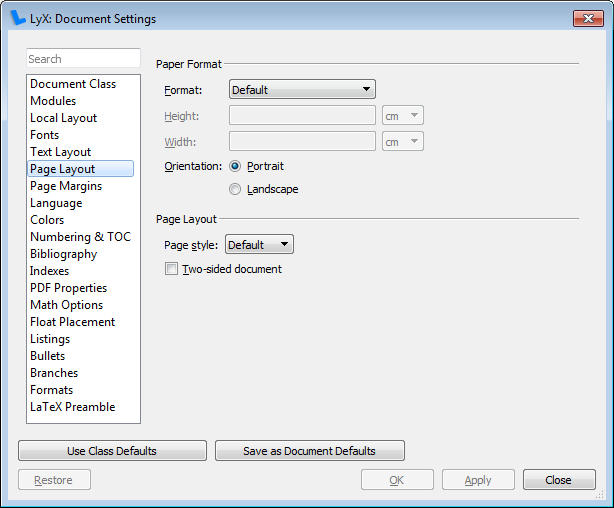 LyX: Document Settings
Search
Document Class
Modules
Local Layout
Fonts
Text Layout
Page Layout
Page Margins
Language
Colors
Numbering & TOC
Bibliography
Indexes
PDF Properties
Math Options
Float Placement
Listings
Bullets
Branches
Formats
LaTeX Preamble
Paper Format
Format: Default
Height: cm
Width: cm
Orientation: Portrait
Landscape
Page Layout
Page style: Default
Two-sided document
Use Class Defaults Save as Document Defaults
Restore OK Apply Close